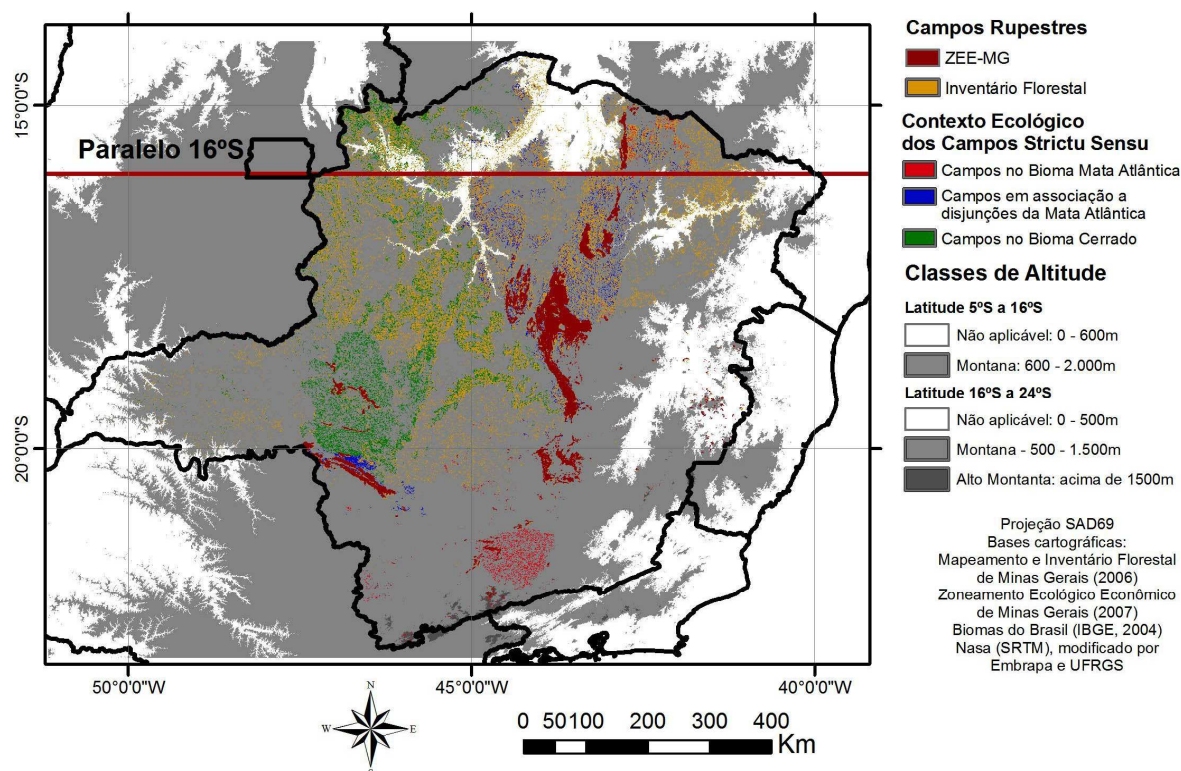 Paralelo 16ºS
15°0'0"S
20°0'0"S
50°0'0"W
45°0'0"W
40°0'0"W
N
W
E
S
0 50100 200 300 400
Km
Campos Rupestres
ZEE-MG
Inventário Florestal
Contexto Ecológico
dos Campos Strictu Sensu
Campos no Bioma Mata Atlântica
Campos em associação a
disjunções da Mata Atlântica
Campos no Bioma Cerrado
Classes de Altitude
Latitude 5ºS a 16ºS
Não aplicável: 0 - 600m
Montana: 600 - 2.000m
Latitude 16ºS a 24ºS
Não aplicável: 0 - 500m
Montana - 500 - 1.500m
Alto Montanta: acima de 1500m
Projeção SAD69
Bases cartográficas:
Mapeamento e Inventário Florestal
de Minas Gerais (2006)
Zoneamento Ecológico Econômico
de Minas Gerais (2007)
Biomas do Brasil (IBGE, 2004)
Nasa (SRTM), modificado por
Embrapa e UFRGS